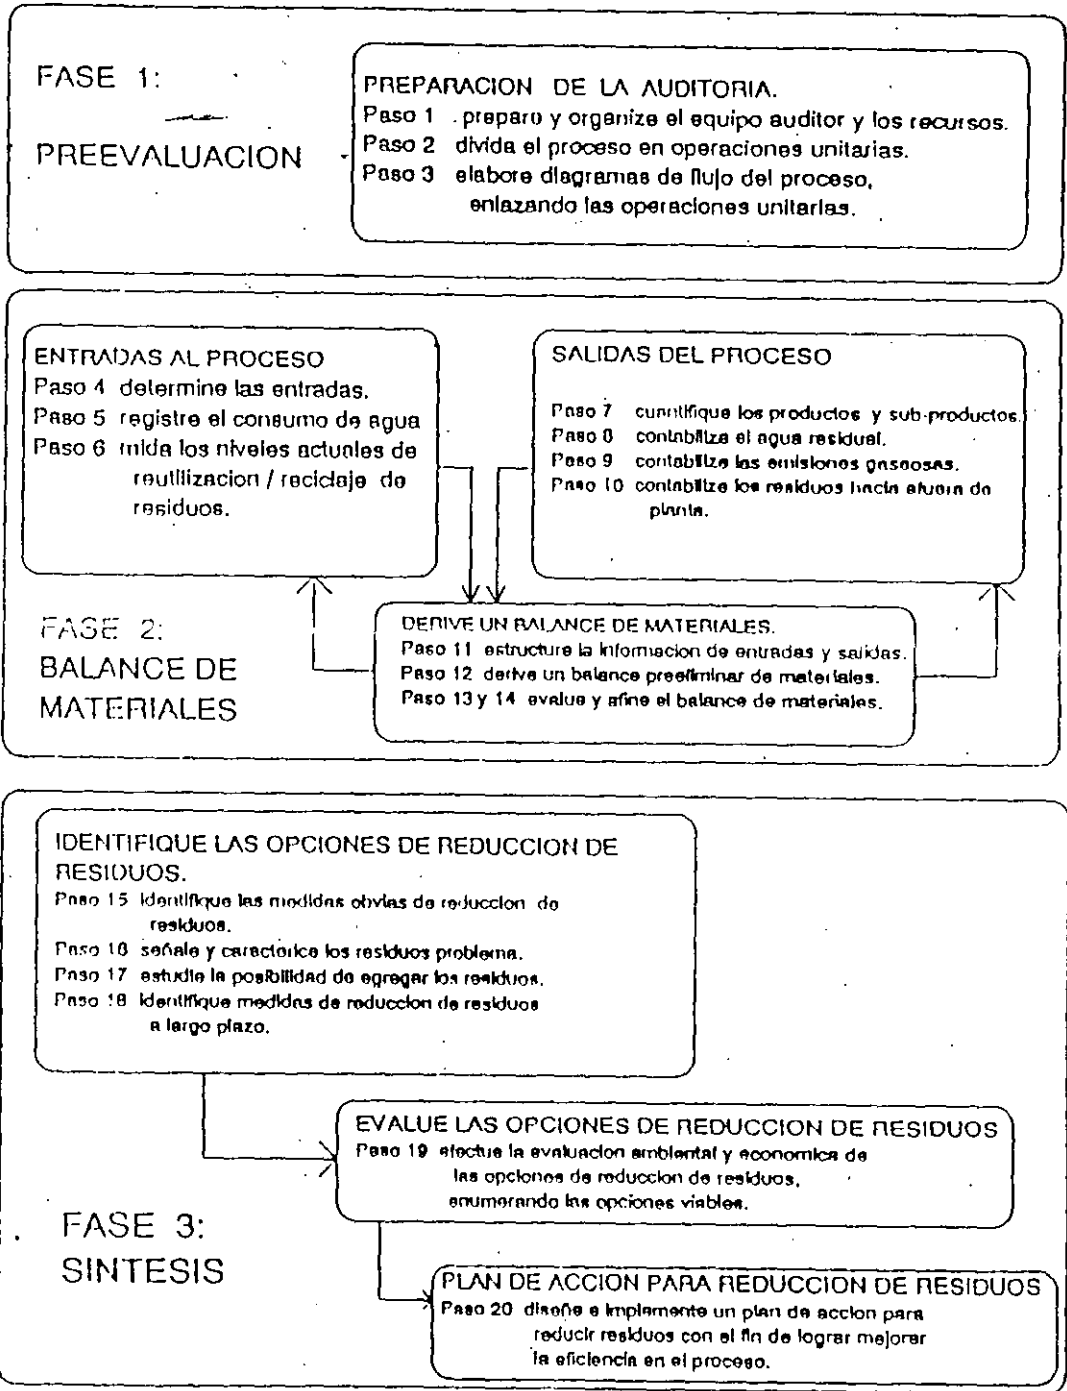 FASE 1:
PREEVALUACION
PREPARACION DE LA AUDITORIA.
Paso 1 . preparo y organize el equipo auditor y los recursos.
Paso 2 divida el proceso en operaciones unitarias.
Paso 3 elabore diagramas de flujo del proceso,
enlazando las operaciones unitarias.
ENTRADAS AL PROCESO
Paso 4 determine las entradas.
Paso 5 registre el consumo de agua
Paso 6 mida los niveles actuales de
reutilizacion / reciclaje de
residuos.
SALIDAS DEL PROCESO
Paso 7 cuantifique los productos y sub-productos.
Paso 8 contabilize el agua residual.
Paso 9 contabilize las emisiones gaseosas.
Paso 10 contabilize los residuos hacia afuera de
planta.
FASE 2:
BALANCE DE
MATERIALES
DERIVE UN BALANCE DE MATERIALES.
Paso 11 estructure la informacion de entradas y salidas.
Paso 12 derive un balance preeliminar de materiales.
Paso 13 y 14 evalue y afine el balance de materiales.
IDENTIFIQUE LAS OPCIONES DE REDUCCION DE
RESIDUOS.
Paso 15 identifique las medidas obvias de reduccion de
residuos.
Paso 16 señale y caracterice los residuos problema.
Paso 17 estudie la posibilidad de egregar los residuos.
Paso 18 identifique medidas de reduccion de residuos
a largo plazo.
EVALUE LAS OPCIONES DE REDUCCION DE RESIDUOS
Paso 19 efectue la evaluacion ambiental y economica de
las opciones de reduccion de residuos,
enumerando las opciones viables.
FASE 3:
SINTESIS
PLAN DE ACCION PARA REDUCCION DE RESIDUOS
Paso 20 diseñe e implemente un plan de accion para
reducir residuos con el fin de lograr mejorar
la eficiencia en el proceso.